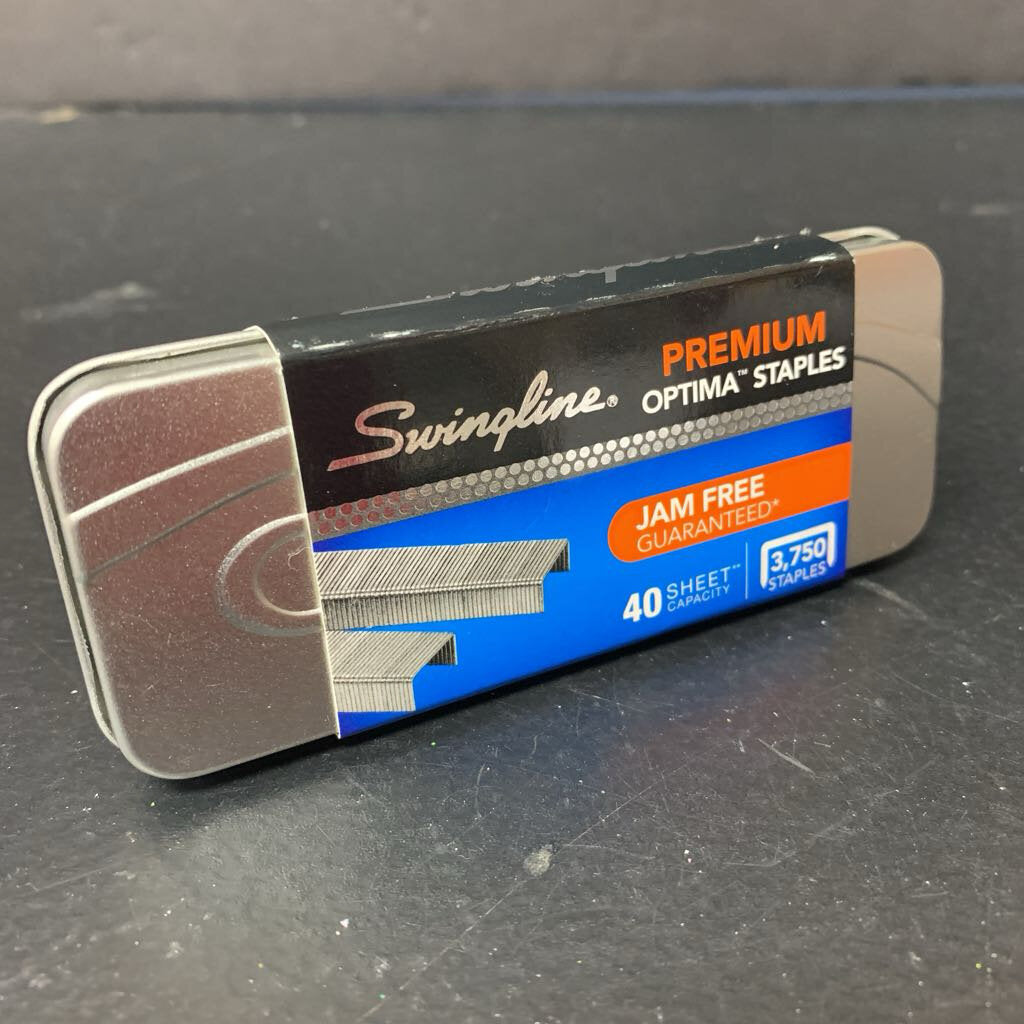 Swingline®
PREMIUM
OPTIMA™ STAPLES
JAM FREE
GUARANTEED*
40 SHEET**
CAPACITY
3,750
STAPLES